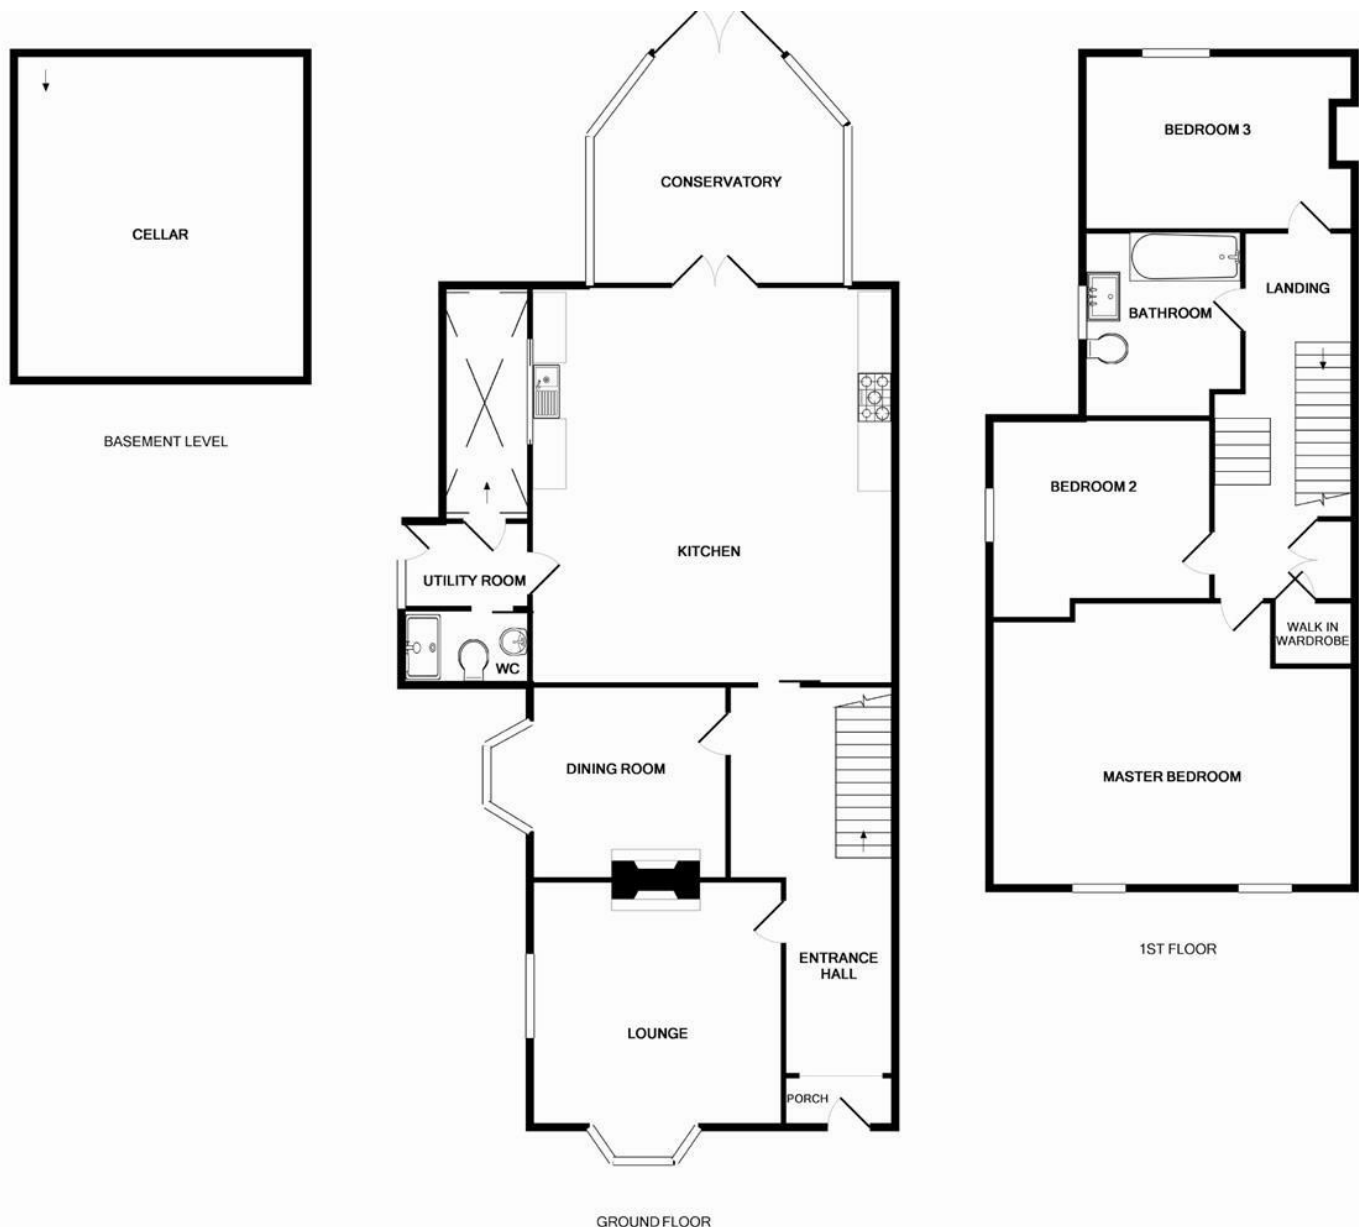 CELLAR
BASEMENT LEVEL
CONSERVATORY
KITCHEN
UTILITY ROOM
WC
DINING ROOM
LOUNGE
ENTRANCE
HALL
PORCH
GROUND FLOOR
BEDROOM 3
LANDING
BATHROOM
BEDROOM 2
WALK IN
WARDROBE
MASTER BEDROOM
1ST FLOOR